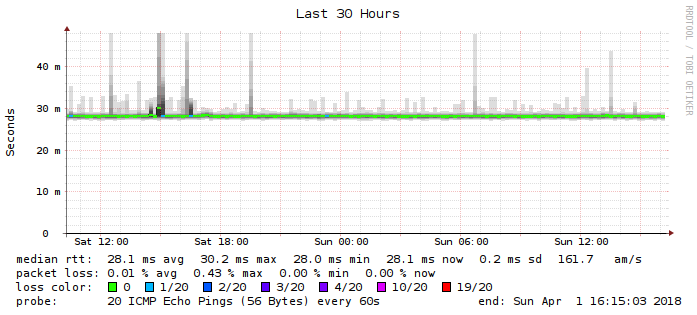 Last 30 Hours
RRDTOOL / TOBI OETIKER
Seconds
40 m
30 m
20 m
10 m
0
Sat 12:00 Sat 18:00 Sun 00:00 Sun 06:00 Sun 12:00
median rtt: 28.1 ms avg 30.2 ms max 28.0 ms min 28.1 ms now 0.2 ms sd 161.7 am/s
packet loss: 0.01 % avg 0.43 % max 0.00 % min 0.00 % now
loss color: 0 1/20 2/20 3/20 4/20 10/20 19/20
probe: 20 ICMP Echo Pings (56 Bytes) every 60s end: Sun Apr 1 16:15:03 2018